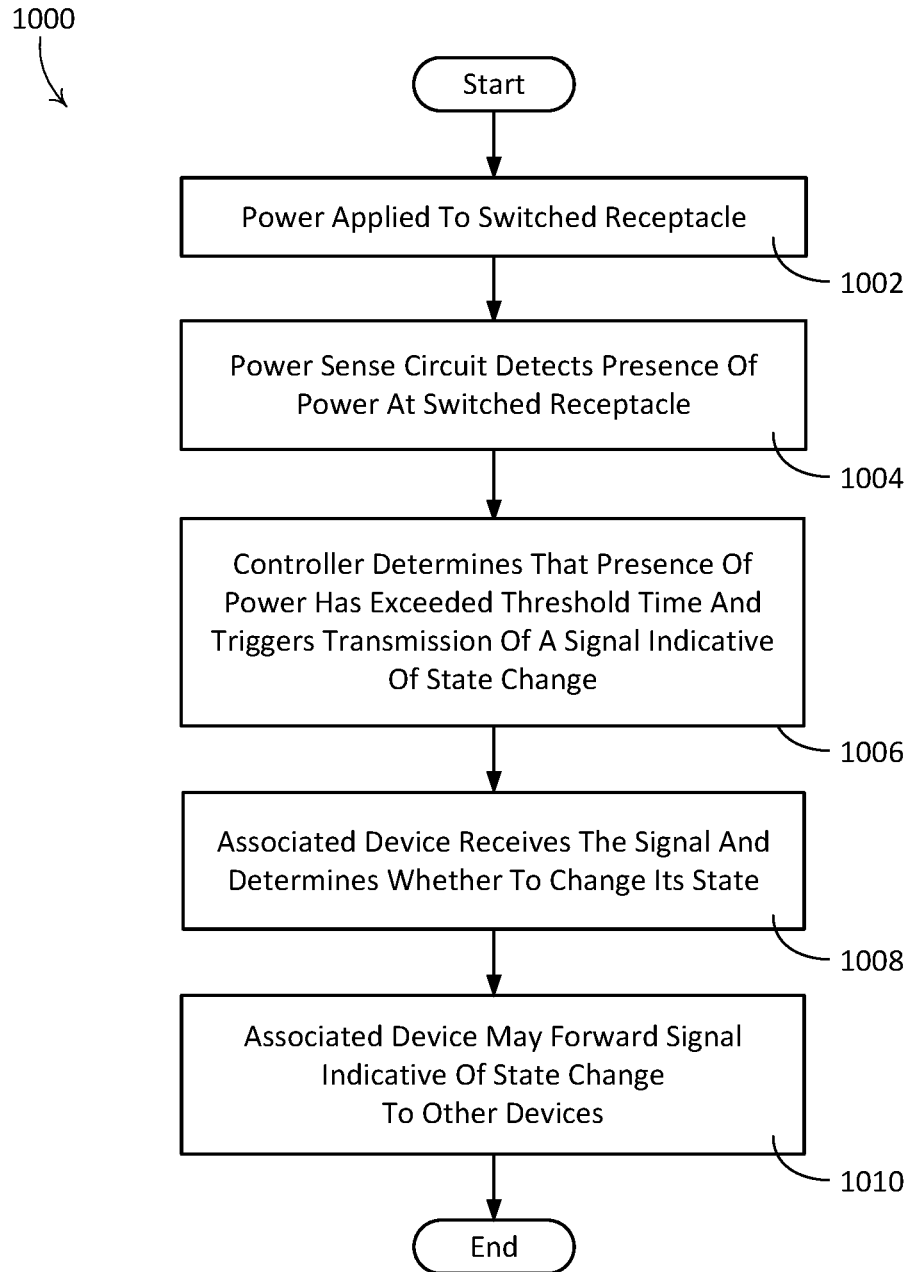 1000
Start
Power Applied To Switched Receptacle
1002
Power Sense Circuit Detects Presence Of
Power At Switched Receptacle
1004
Controller Determines That Presence Of
Power Has Exceeded Threshold Time And
Triggers Transmission Of A Signal Indicative
Of State Change
1006
Associated Device Receives The Signal And
Determines Whether To Change Its State
1008
Associated Device May Forward Signal
Indicative Of State Change
To Other Devices
1010
End